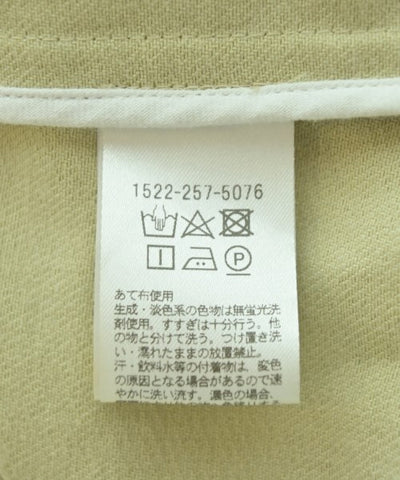 1522-257-5076
P
あて布使用
生成・淡色系の色物は無蛍光洗
剤使用。すすぎは十分行う。他
の物と分けて洗う。つけ置き洗
い・濡れたままの放置禁止。
汗・飲料水等の付着物は、変色
の原因となる場合があるので速
やかに洗い流す。濃色の場合、